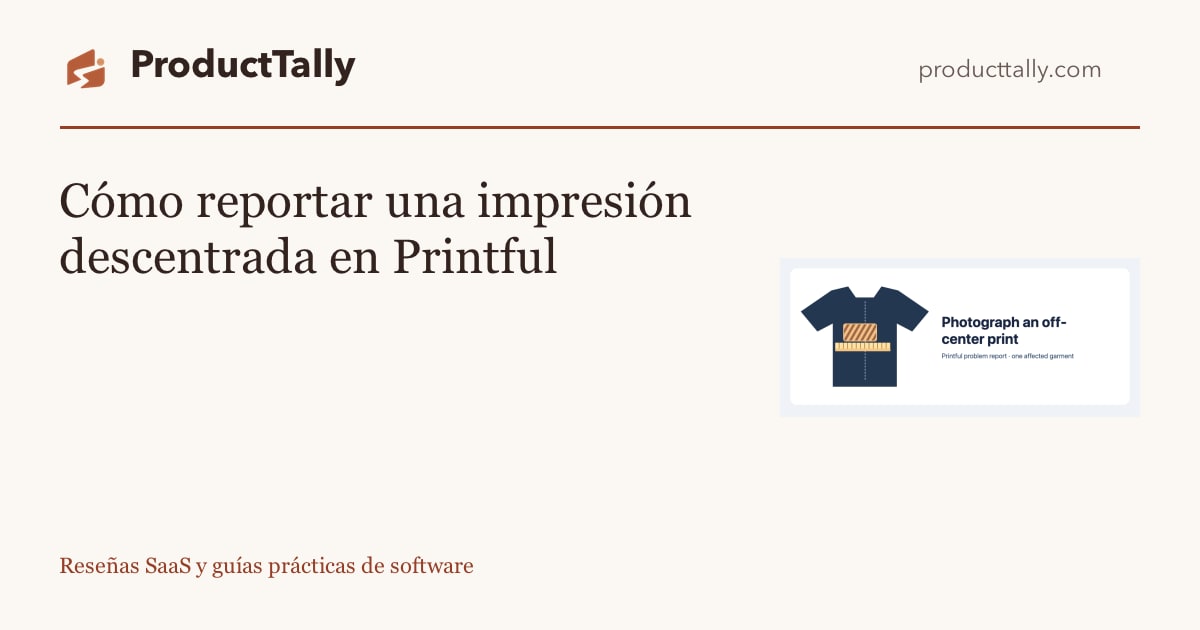 ProductTally
producttally.com
Cómo reportar una impresión
descentrada en Printful
Photograph an off-
center print
Printful problem report · one affected garment
Reseñas SaaS y guías prácticas de software